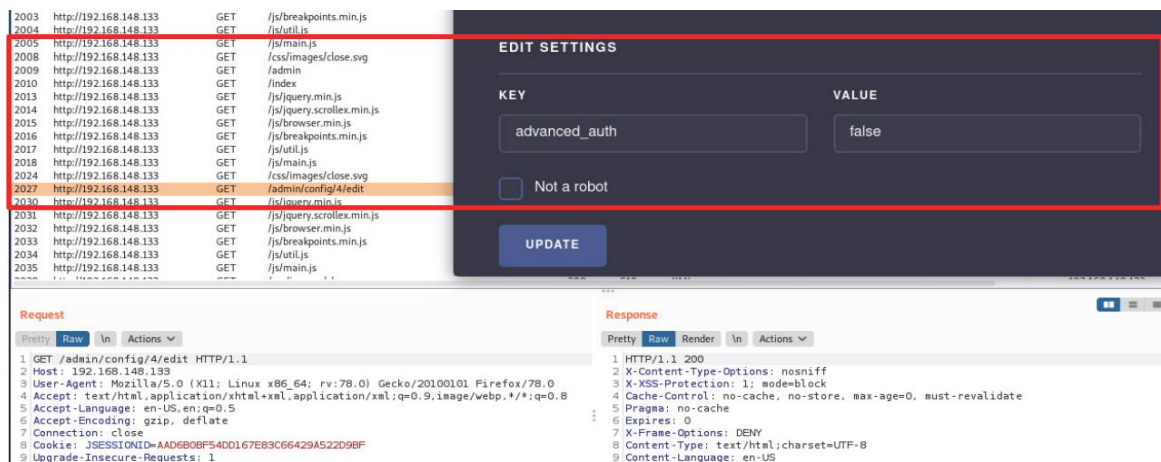 2003 http://192.168.148.133 GET /js/breakpoints.min.js
2004 http://192.168.148.133 GET /js/util.js
2005 http://192.168.148.133 GET /js/main.js
2008 http://192.168.148.133 GET /css/images/close.svg
2009 http://192.168.148.133 GET /admin
2010 http://192.168.148.133 GET /index
2013 http://192.168.148.133 GET /js/jquery.min.js
2014 http://192.168.148.133 GET /js/jquery.scrollex.min.js
2015 http://192.168.148.133 GET /js/browser.min.js
2016 http://192.168.148.133 GET /js/breakpoints.min.js
2017 http://192.168.148.133 GET /js/util.js
2018 http://192.168.148.133 GET /js/main.js
2024 http://192.168.148.133 GET /css/images/close.svg
2027 http://192.168.148.133 GET /admin/config/4/edit
2030 http://192.168.148.133 GET /js/jquery.min.js
2031 http://192.168.148.133 GET /js/jquery.scrollex.min.js
2032 http://192.168.148.133 GET /js/browser.min.js
2033 http://192.168.148.133 GET /js/breakpoints.min.js
2034 http://192.168.148.133 GET /js/util.js
2035 http://192.168.148.133 GET /js/main.js
EDIT SETTINGS
KEY VALUE
advanced_auth false
Not a robot
UPDATE
Request
Pretty Raw \n Actions
1 GET /admin/config/4/edit HTTP/1.1
2 Host: 192.168.148.133
3 User-Agent: Mozilla/5.0 (X11; Linux x86_64; rv:78.0) Gecko/20100101 Firefox/78.0
4 Accept: text/html,application/xhtml+xml,application/xml;q=0.9,image/webp,*/*;q=0.8
5 Accept-Language: en-US,en;q=0.5
6 Accept-Encoding: gzip, deflate
7 Connection: close
8 Cookie: JSESSIONID=AAD6B0BF54DD167E83C66429A522D9BF
9 Upgrade-Insecure-Requests: 1
Response
Pretty Raw Render \n Actions
1 HTTP/1.1 200
2 X-Content-Type-Options: nosniff
3 X-XSS-Protection: 1; mode=block
4 Cache-Control: no-cache, no-store, max-age=0, must-revalidate
5 Pragma: no-cache
6 Expires: 0
7 X-Frame-Options: DENY
8 Content-Type: text/html;charset=UTF-8
9 Content-Language: en-US